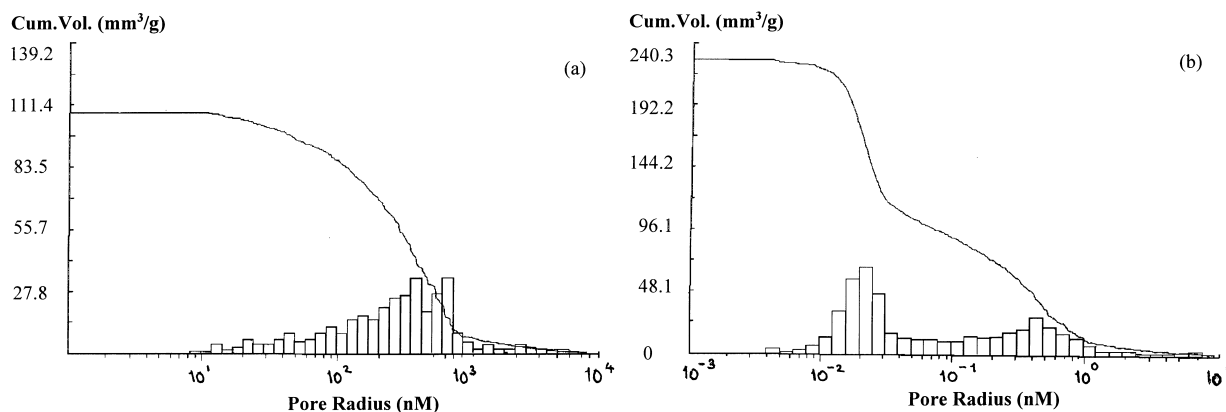 Cum.Vol. (mm³/g)
139.2
111.4
83.5
55.7
27.8
(a)
10¹ 10² 10³ 10⁴
Pore Radius (nM)
Cum.Vol. (mm³/g)
240.3
192.2
144.2
96.1
48.1
0
(b)
10⁻³ 10⁻² 10⁻¹ 10⁰ 10
Pore Radius (nM)